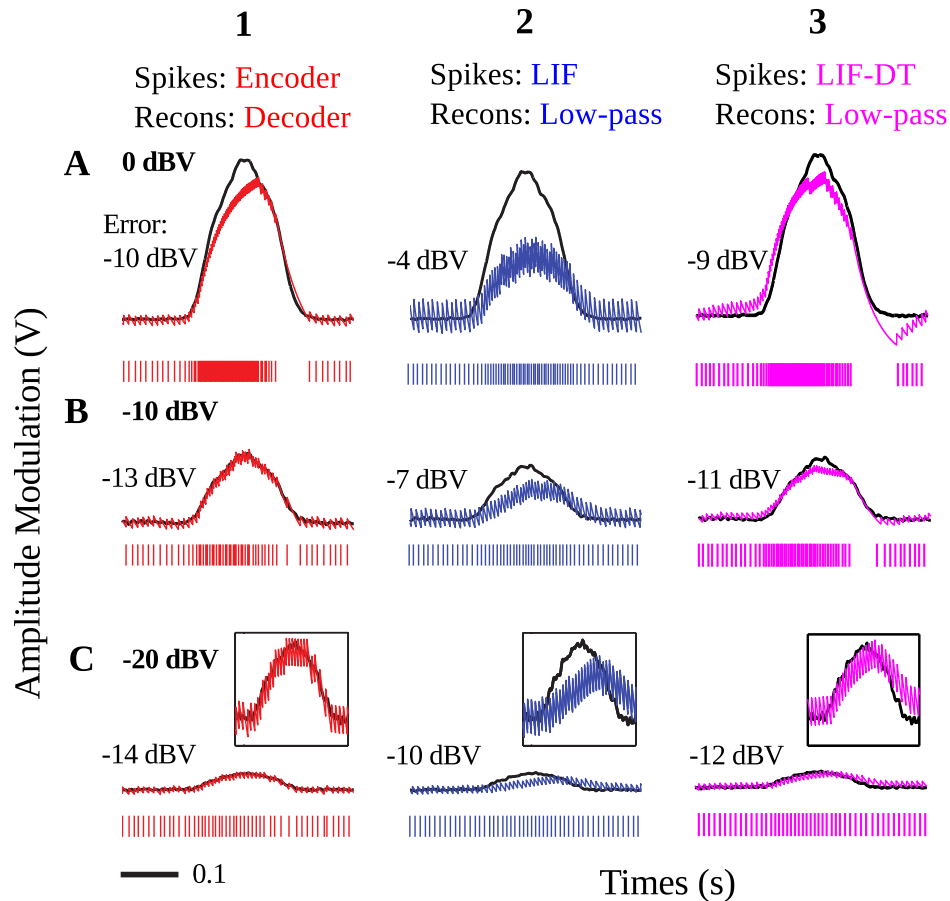 1
2
3
Spikes: Encoder
Recons: Decoder
Spikes: LIF
Recons: Low-pass
Spikes: LIF-DT
Recons: Low-pass
A
0 dBV
Error:
-10 dBV
-4 dBV
-9 dBV
B
-10 dBV
-13 dBV
-7 dBV
-11 dBV
C
-20 dBV
-14 dBV
-10 dBV
-12 dBV
Amplitude Modulation (V)
0.1
Times (s)